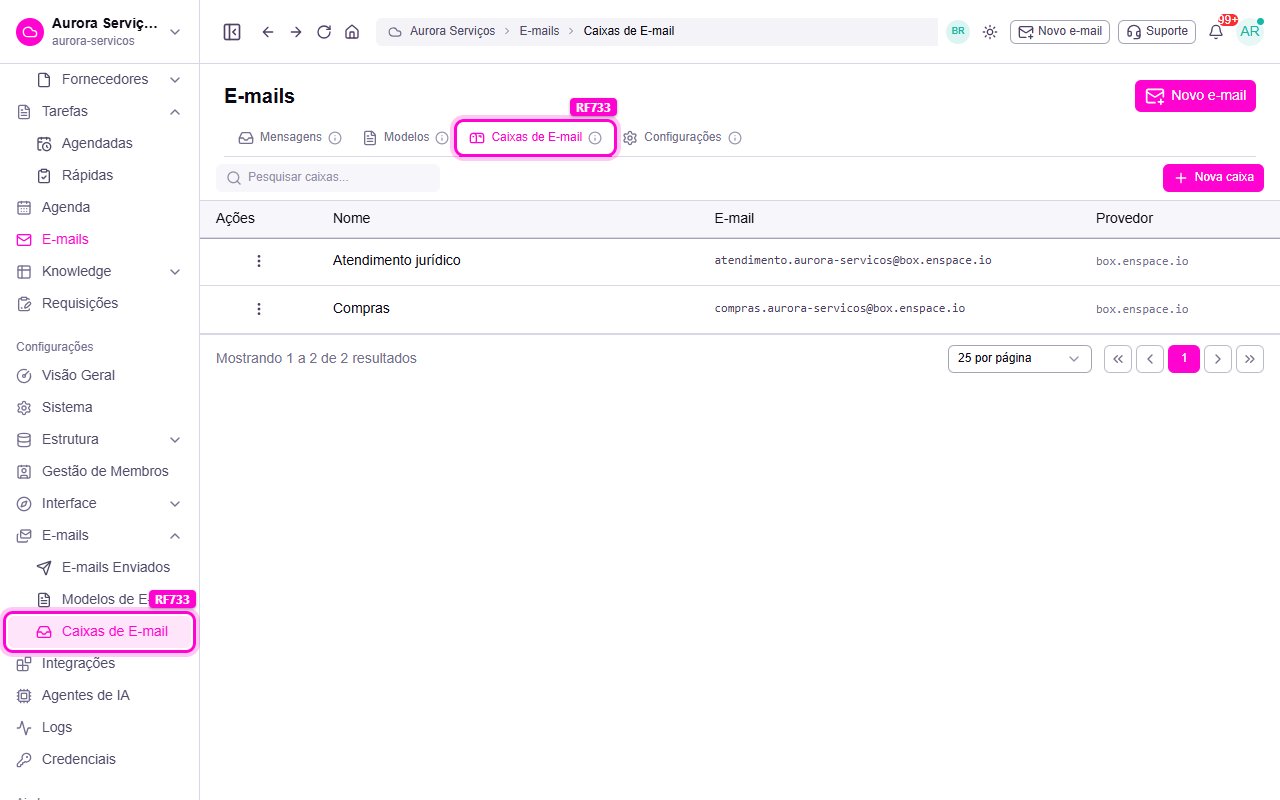 Aurora Serviç...
aurora-servicos
Fornecedores
Tarefas
Agendadas
Rápidas
Agenda
E-mails
Knowledge
Requisições
Configurações
Visão Geral
Sistema
Estrutura
Gestão de Membros
Interface
E-mails
E-mails Enviados
Modelos de E
RF733
Caixas de E-mail
Integrações
Agentes de IA
Logs
Credenciais
Aurora Serviços
E-mails
Caixas de E-mail
BR
Novo e-mail
Suporte
99+
AR
E-mails
Novo e-mail
RF733
Mensagens
Modelos
Caixas de E-mail
Configurações
Pesquisar caixas...
Nova caixa
Ações Nome E-mail Provedor
Atendimento jurídico atendimento.aurora-servicos@box.enspace.io box.enspace.io
Compras compras.aurora-servicos@box.enspace.io box.enspace.io
Mostrando 1 a 2 de 2 resultados
25 por página
1